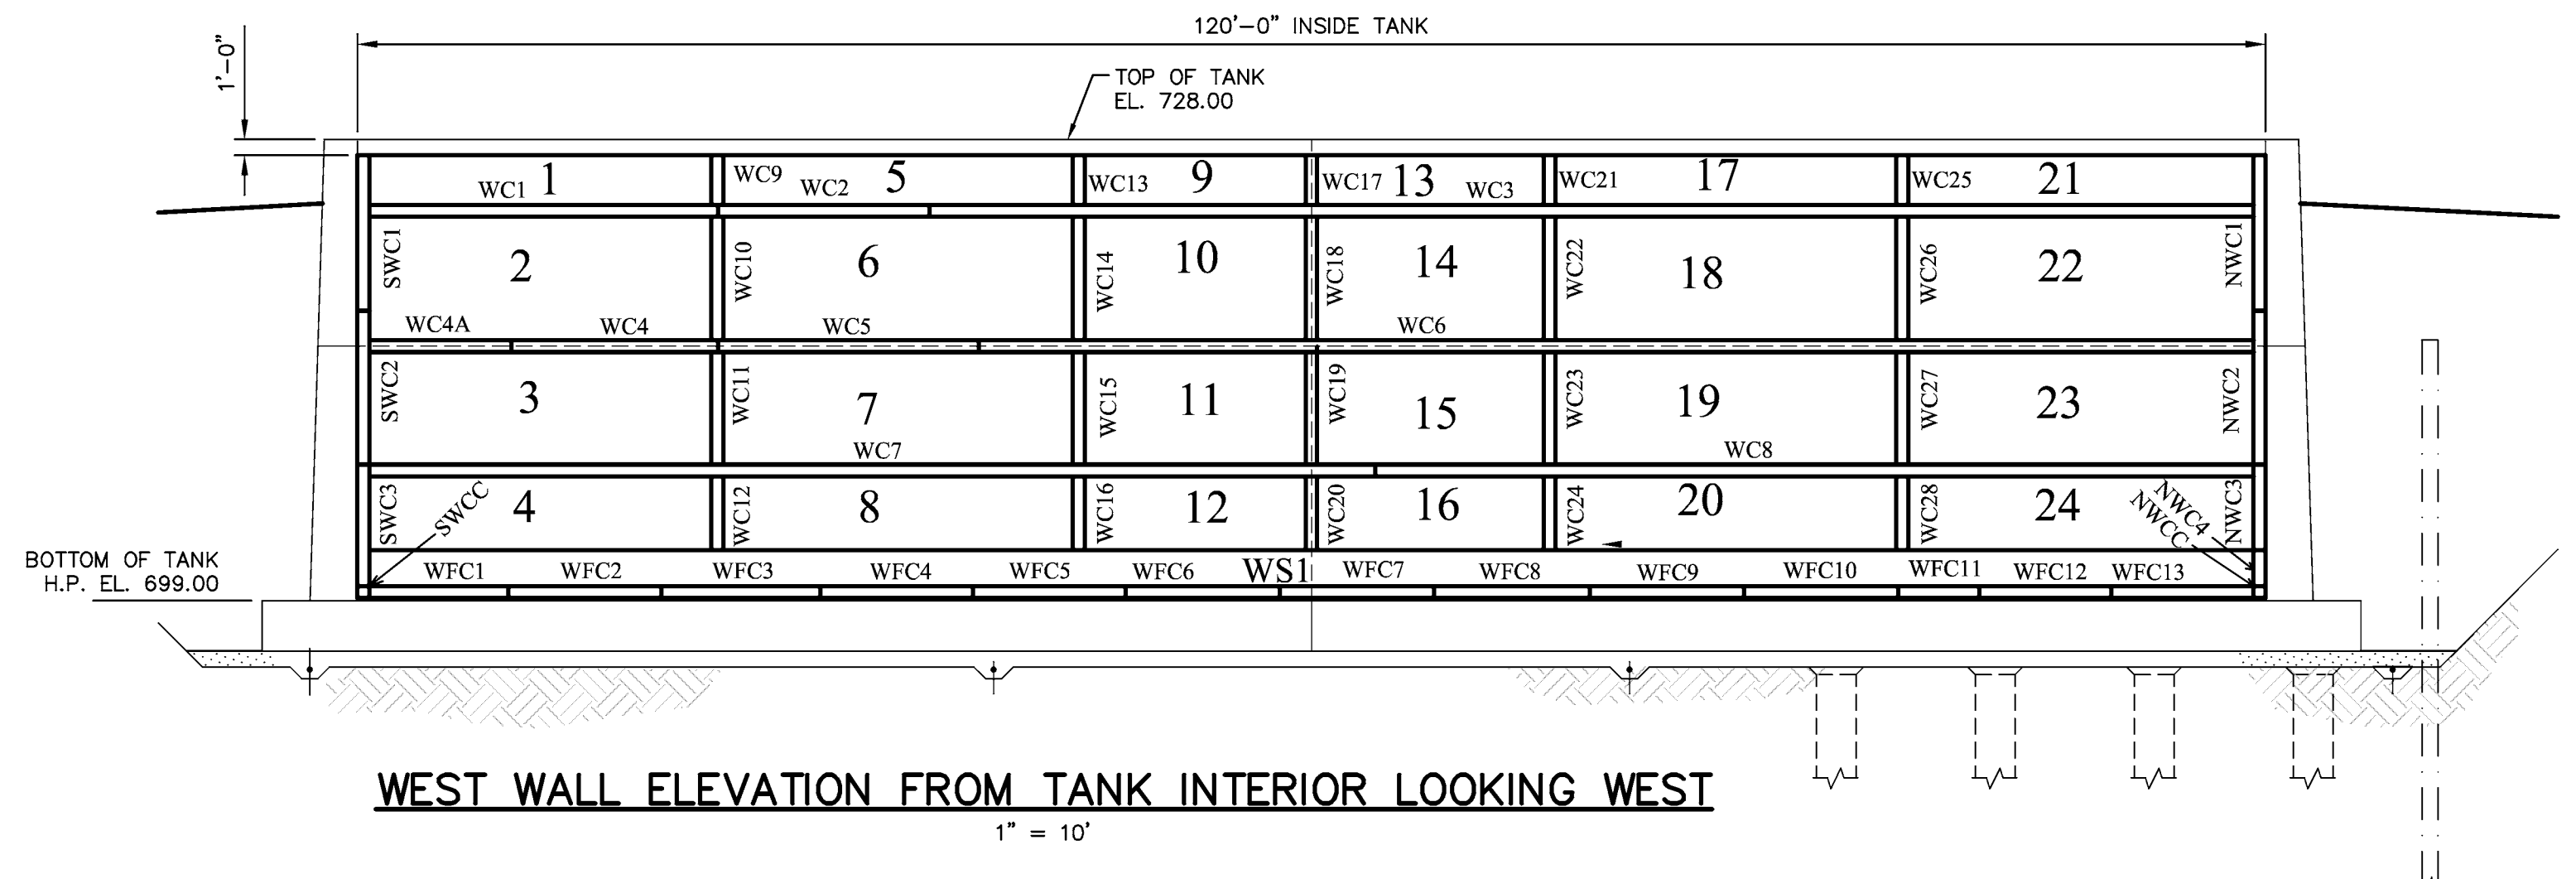 120'-0" INSIDE TANK
1'-0"
TOP OF TANK
EL. 728.00
WC1 1 WC9 WC2 5 WC13 9 WC17 13 WC3 WC21 17 WC25 21
SWC1 2 WC10 6 WC14 10 WC18 14 WC22 18 WC26 22 NWC1
WC4A WC4 WC5 WC6
SWC2 3 WC11 7 WC15 11 WC19 15 WC23 19 WC27 23 NWC2
WC7 WC8
SWC3 SWCC 4 WC12 8 WC16 12 WC20 16 WC24 20 WC28 24 NWC4 NWCC NWC3
BOTTOM OF TANK
H.P. EL. 699.00
WFC1 WFC2 WFC3 WFC4 WFC5 WFC6 WS1 WFC7 WFC8 WFC9 WFC10 WFC11 WFC12 WFC13
WEST WALL ELEVATION FROM TANK INTERIOR LOOKING WEST
1" = 10'